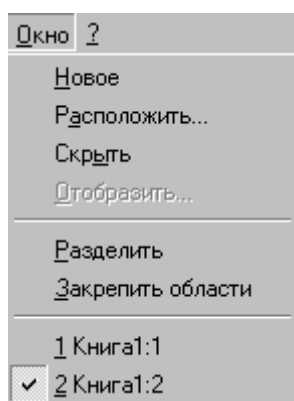 Окно ?
Новое
Расположить...
Скрыть
Отобразить...
Разделить
Закрепить области
1 Книга1:1
2 Книга1:2